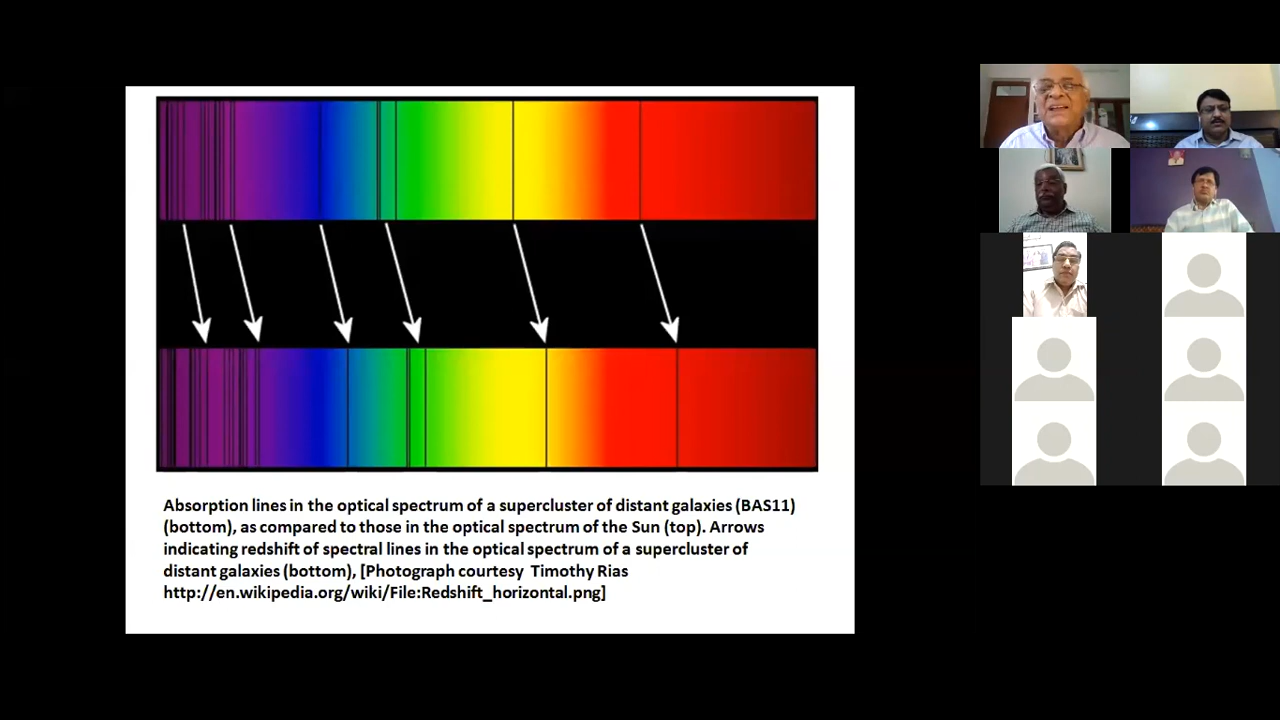 Absorption lines in the optical spectrum of a supercluster of distant galaxies (BAS11)
(bottom), as compared to those in the optical spectrum of the Sun (top). Arrows
indicating redshift of spectral lines in the optical spectrum of a supercluster of
distant galaxies (bottom), [Photograph courtesy Timothy Rias
http://en.wikipedia.org/wiki/File:Redshift_horizontal.png]